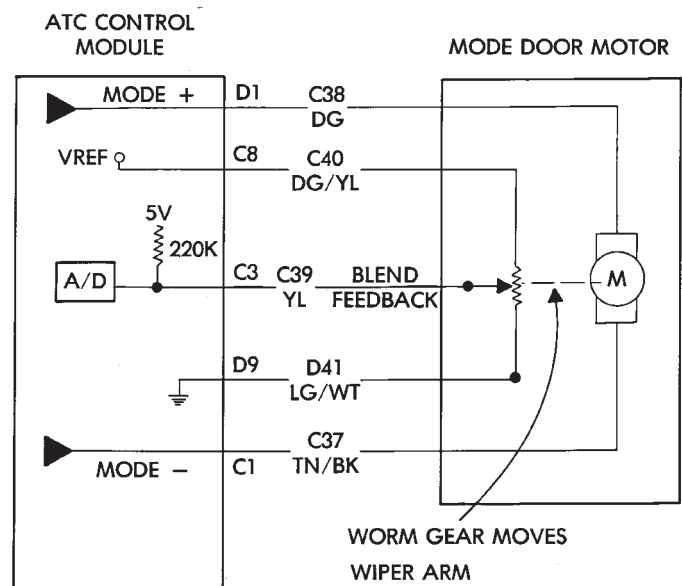 ATC CONTROL
MODULE
MODE DOOR MOTOR
MODE +
D1
C38
DG
VREF
C8
C40
DG/YL
5V
220K
A/D
C3
C39
YL
BLEND
FEEDBACK
M
D9
D41
LG/WT
MODE −
C1
C37
TN/BK
WORM GEAR MOVES
WIPER ARM